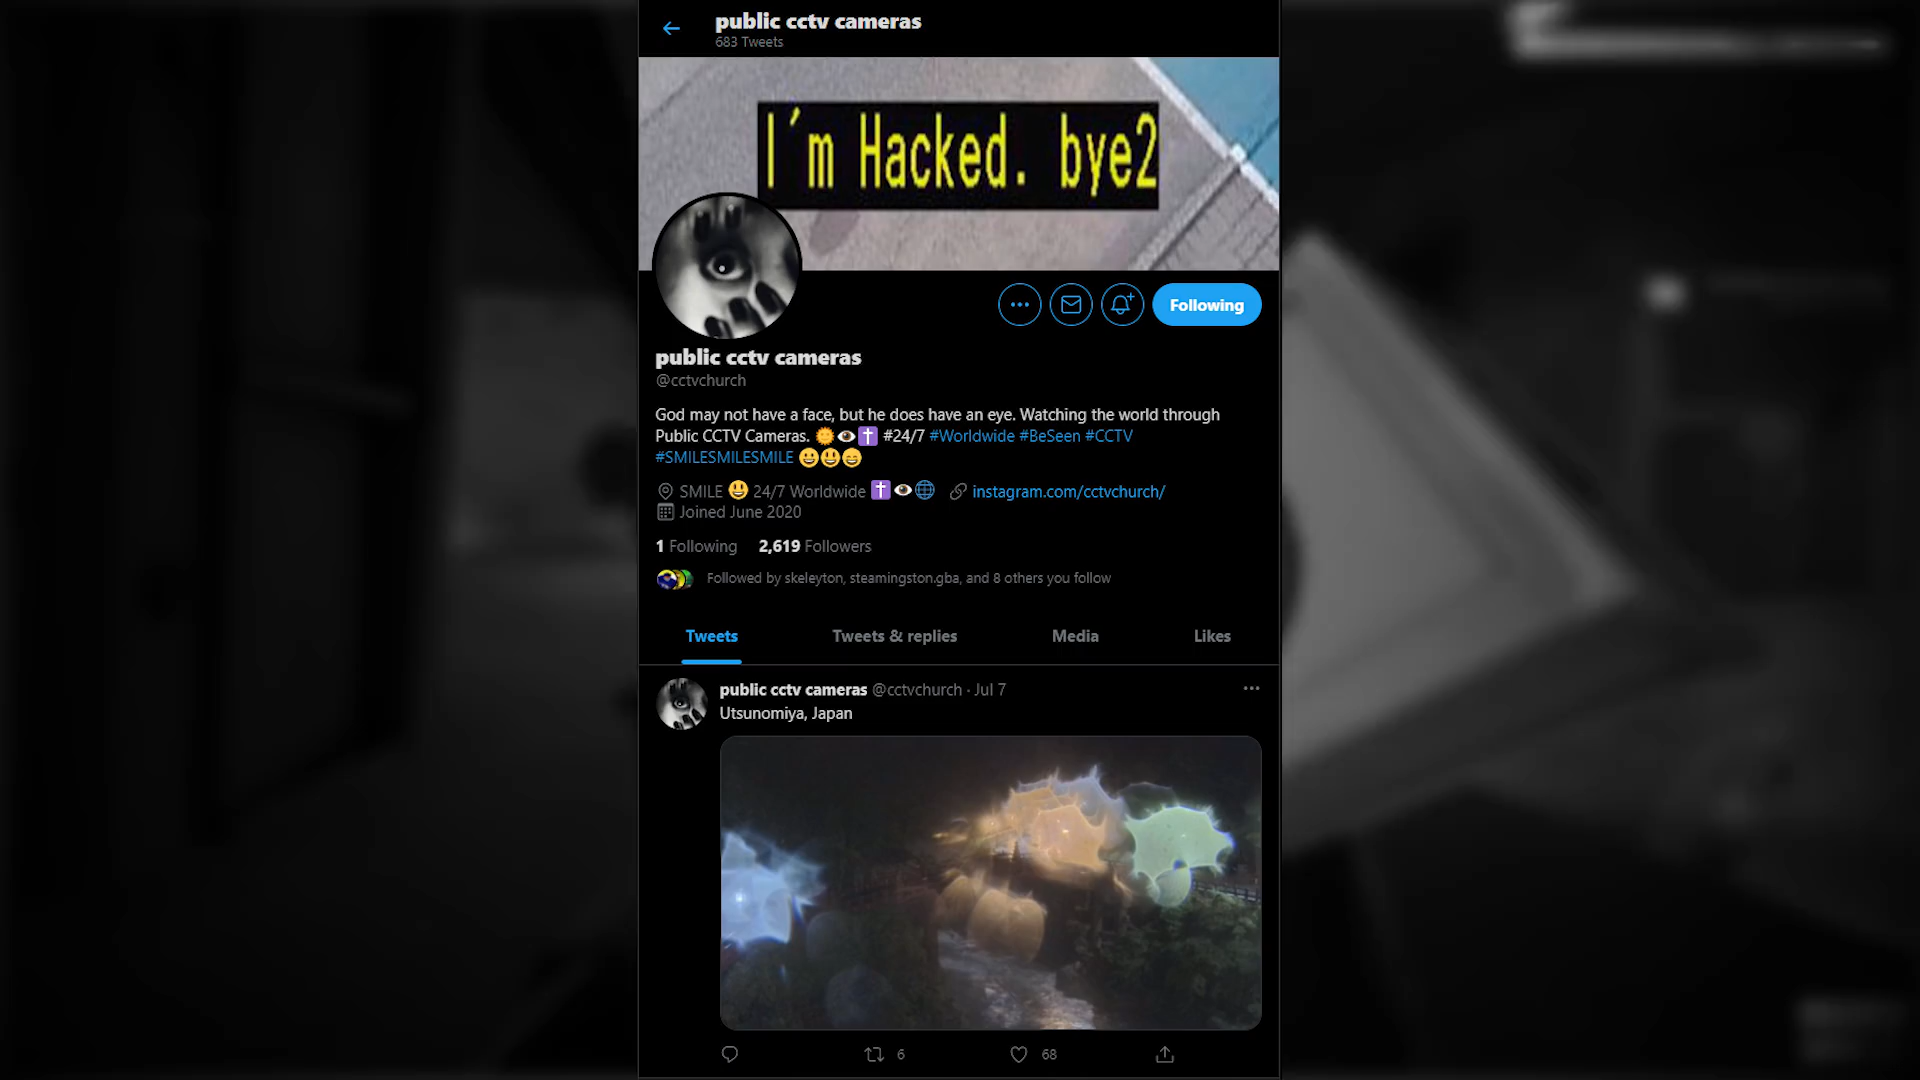 public cctv cameras
683 Tweets
I´m Hacked. bye2
Following
public cctv cameras
@cctvchurch
God may not have a face, but he does have an eye. Watching the world through
Public CCTV Cameras. 🌞👁✝ #24/7 #Worldwide #BeSeen #CCTV
#SMILESMILESMILE 😀😃😄
SMILE 😃 24/7 Worldwide ✝👁🌐 instagram.com/cctvchurch/
Joined June 2020
1 Following 2,619 Followers
Followed by skeleyton, steamingston.gba, and 8 others you follow
Tweets Tweets & replies Media Likes
public cctv cameras @cctvchurch · Jul 7
Utsunomiya, Japan
6 68